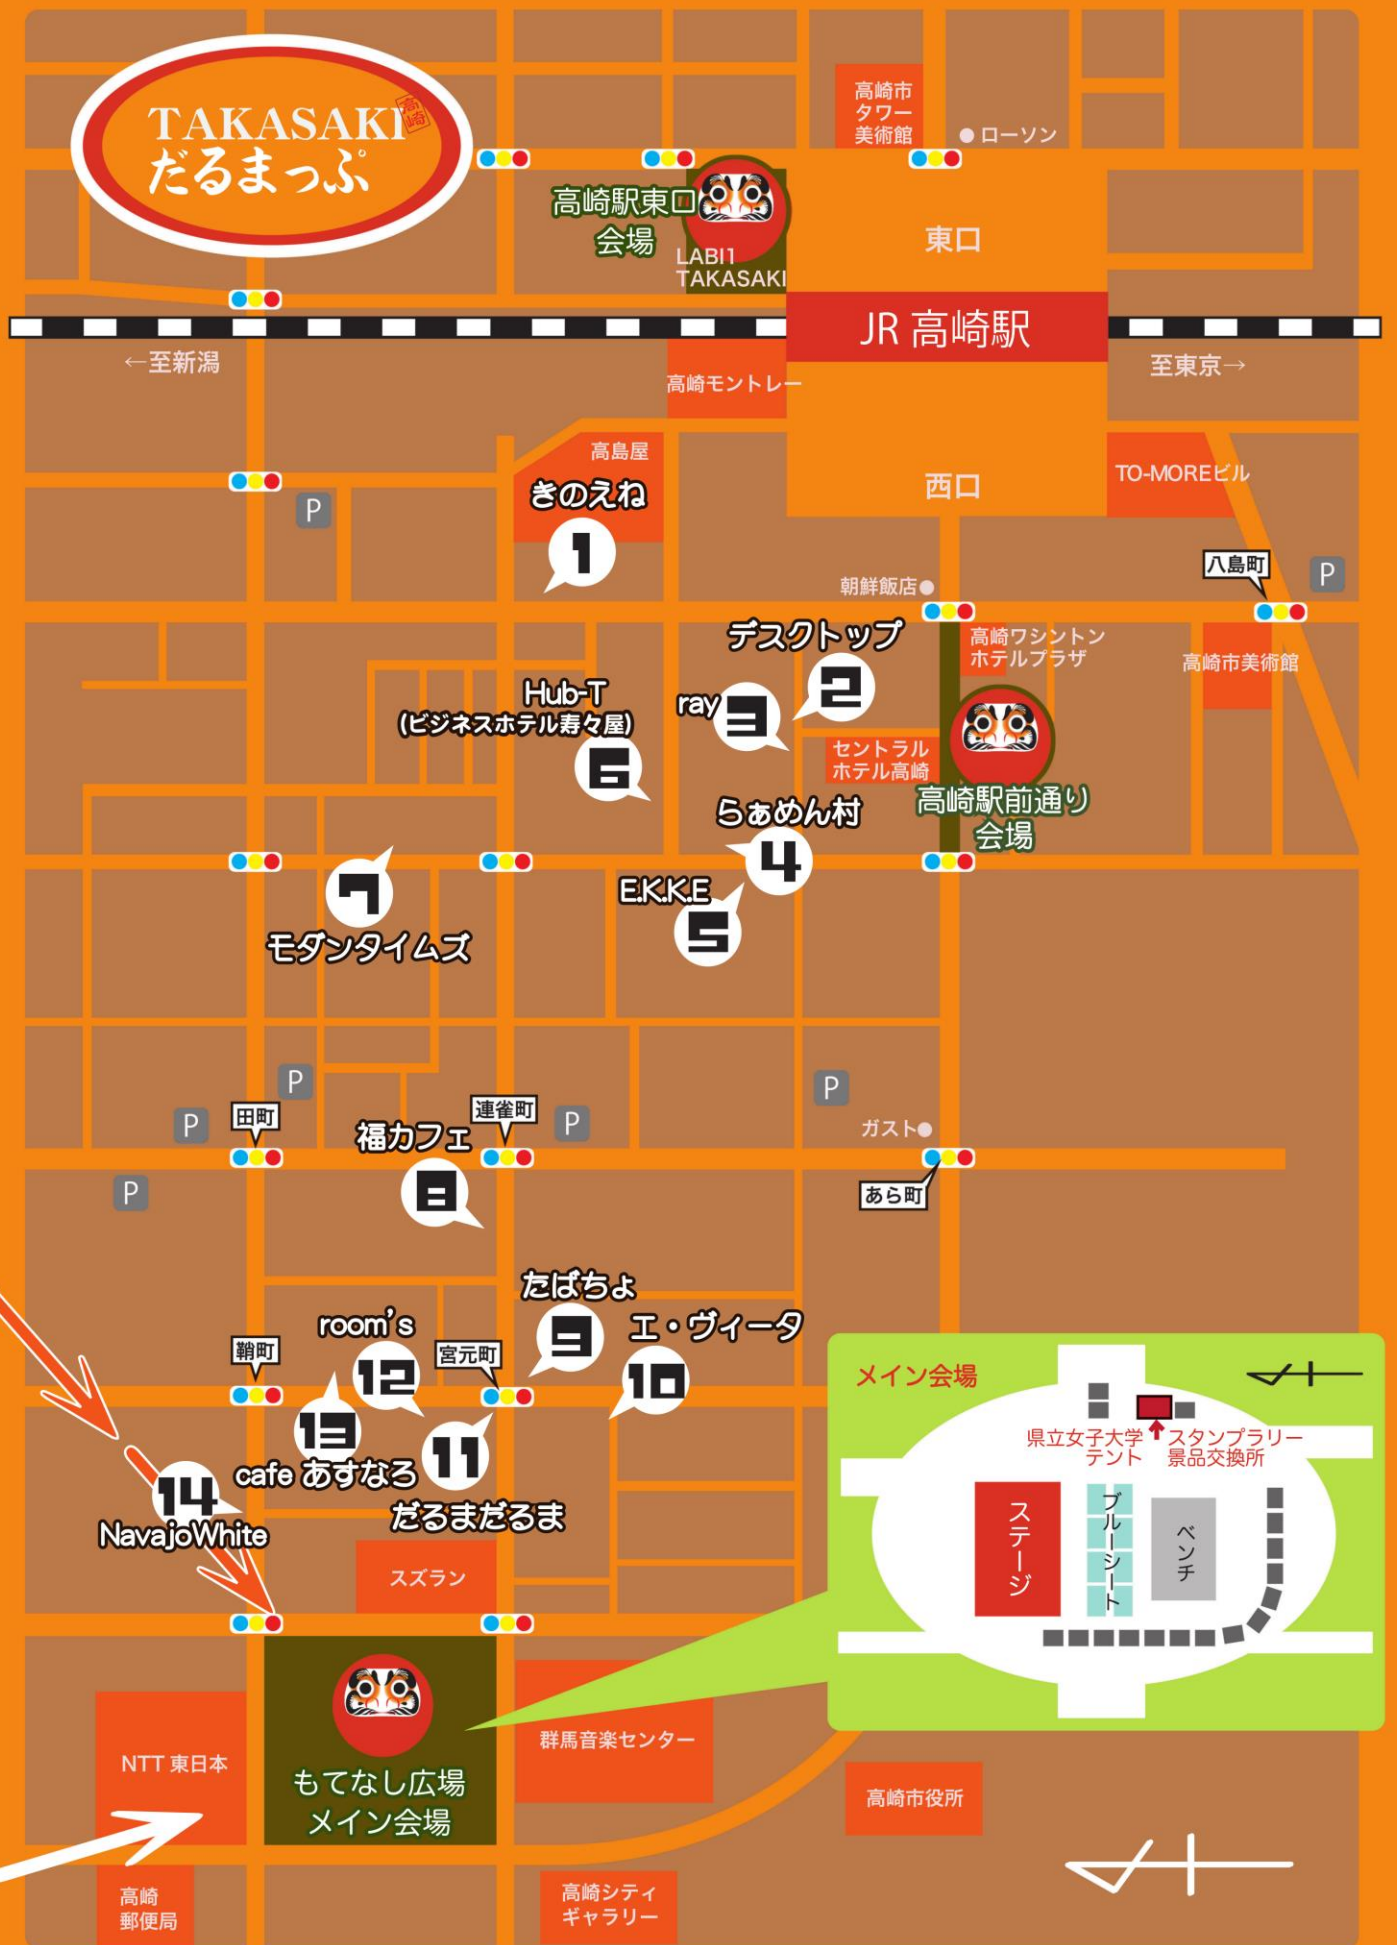 TAKASAKI
高崎
だるまっぷ
高崎市
タワー
美術館
ローソン
高崎駅東口
会場
LABI1
TAKASAKI
東口
JR 高崎駅
←至新潟
至東京→
高崎モントレー
高島屋
きのえね
1
西口
TO-MOREビル
P
八島町
P
朝鮮飯店
デスクトップ
2
高崎ワシントン
ホテルプラザ
高崎市美術館
Hub-T
(ビジネスホテル寿々屋)
6
ray
3
セントラル
ホテル高崎
高崎駅前通り
会場
らぁめん村
4
E.K.K.E
5
7
モダンタイムズ
P
P
P
P
P
田町
連雀町
福カフェ
8
ガスト
あら町
たばちょ
9
エ・ヴィータ
10
room's
12
宮元町
鞘町
13
cafe あすなろ
11
だるまだるま
14
NavajoWhite
スズラン
メイン会場
県立女子大学
テント
スタンプラリー
景品交換所
ステージ
ブルーシート
ベンチ
NTT 東日本
もてなし広場
メイン会場
群馬音楽センター
高崎市役所
高崎
郵便局
高崎シティ
ギャラリー